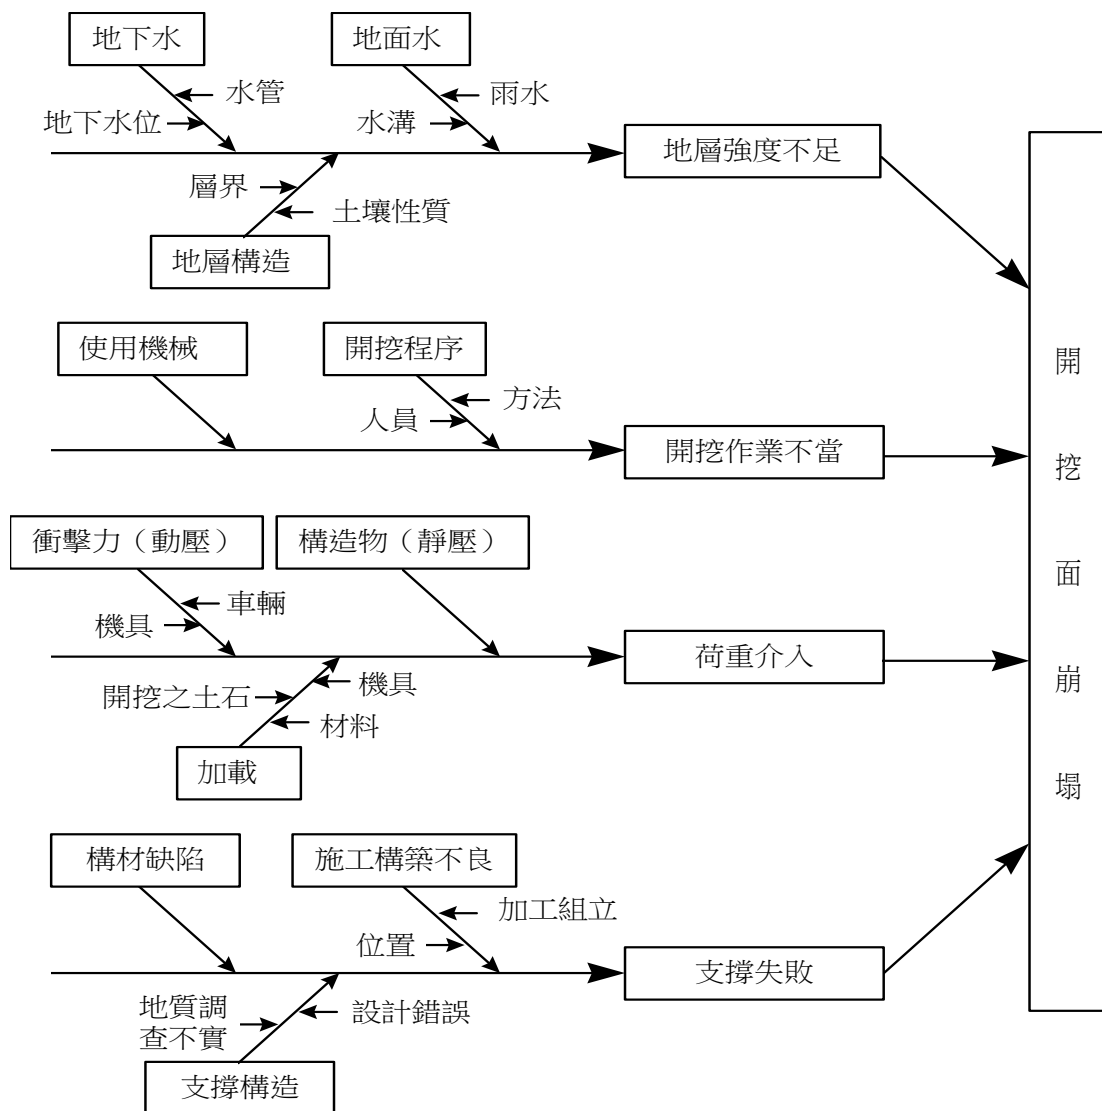 地下水
地面水
水管
雨水
地下水位
水溝
地層強度不足
層界
土壤性質
地層構造
使用機械
開挖程序
方法
人員
開挖作業不當
衝擊力（動壓）
構造物（靜壓）
車輛
機具
荷重介入
機具
開挖之土石
材料
加載
構材缺陷
施工構築不良
加工組立
位置
支撐失敗
地質調
查不實
設計錯誤
支撐構造
開
挖
面
崩
塌